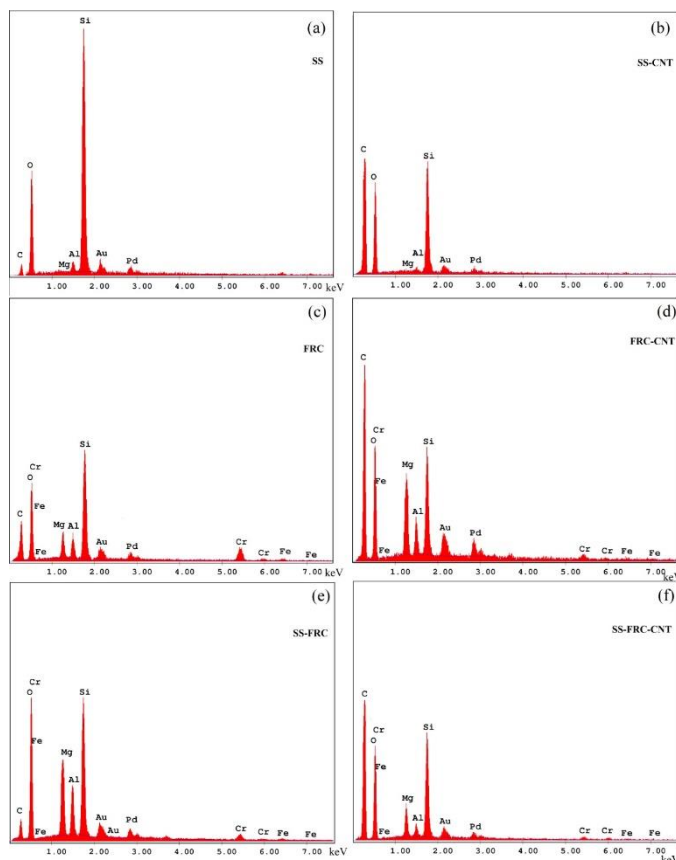 (a)
SS
Si
O
C
Mg
Al
Au
Pd
1.00 2.00 3.00 4.00 5.00 6.00 7.00 keV
(b)
SS-CNT
C
O
Si
Mg
Al
Au
Pd
1.00 2.00 3.00 4.00 5.00 6.00 7.00
keV
(c)
FRC
Si
Cr
O
C
Fe
Fe
Mg
Al
Au
Pd
Cr
Cr
Fe
Fe
1.00 2.00 3.00 4.00 5.00 6.00 7.00 keV
(d)
FRC-CNT
C
Cr
O
Fe
Fe
Mg
Al
Si
Au
Pd
Cr
Cr
Fe
Fe
1.00 2.00 3.00 4.00 5.00 6.00 7.00
keV
(e)
SS-FRC
Cr
O
Fe
C
Fe
Mg
Al
Si
Au
Au
Pd
Cr
Cr
Fe
Fe
1.00 2.00 3.00 4.00 5.00 6.00 7.00 keV
(f)
SS-FRC-CNT
C
Cr
O
Fe
Fe
Mg
Al
Si
Au
Pd
Cr
Cr
Fe
Fe
1.00 2.00 3.00 4.00 5.00 6.00 7.00
keV